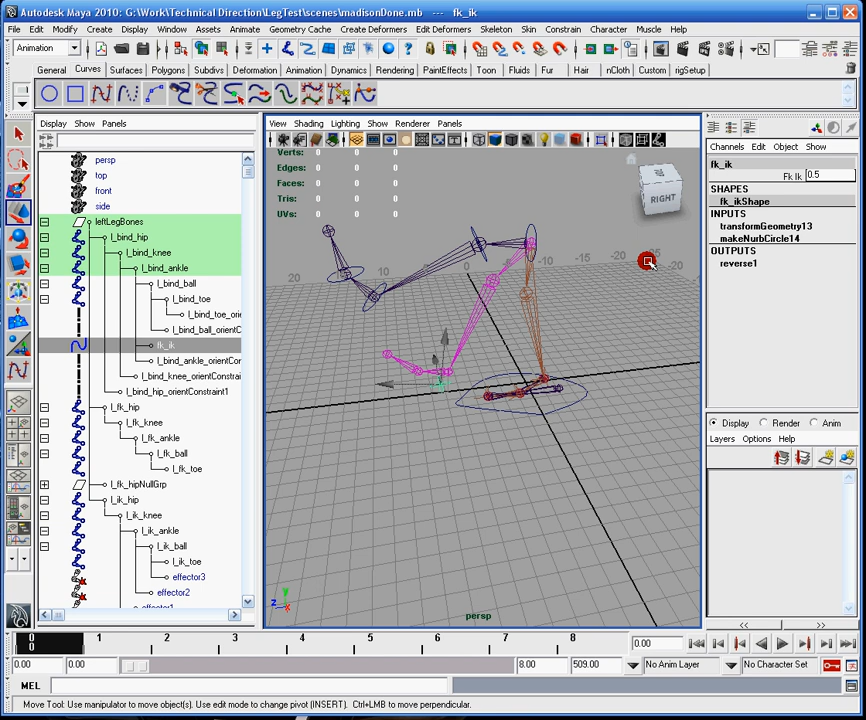 Autodesk Maya 2010: G:\Work\Technical Direction\LegTest\scenes\madisonDone.mb --- fk_ik
File Edit Modify Create Display Window Assets Animate Geometry Cache Create Deformers Edit Deformers Skeleton Skin Constrain Character Muscle Help
Animation
General Curves Surfaces Polygons Subdivs Deformation Animation Dynamics Rendering PaintEffects Toon Fluids Fur Hair nCloth Custom rigSetup
Display Show Panels
View Shading Lighting Show Renderer Panels
Channels Edit Object Show
persp
top
front
side
leftLegBones
l_bind_hip
l_bind_knee
l_bind_ankle
l_bind_ball
l_bind_toe
l_bind_toe_ori
l_bind_ball_orientC
fk_ik
l_bind_ankle_orientCor
l_bind_knee_orientConstrai
l_bind_hip_orientConstraint1
l_fk_hip
l_fk_knee
l_fk_ankle
l_fk_ball
l_fk_toe
l_fk_hipNullGrp
l_ik_hip
l_ik_knee
l_ik_ankle
l_ik_ball
l_ik_toe
effector3
effector2
effector1
Verts: 0 0 0
Edges: 0 0 0
Faces: 0 0 0
Tris: 0 0 0
UVs: 0 0 0
RIGHT
20
10
-10
-20
-20
persp
y
z
x
fk_ik
Fk Ik 0.5
SHAPES
fk_ikShape
INPUTS
transformGeometry13
makeNurbCircle14
OUTPUTS
reverse1
Display Render Anim
Layers Options Help
<< >>
0 1 2 3 4 5 6 7 8
0
0.00
0.00 0.00 8.00 509.00 No Anim Layer No Character Set
MEL
Move Tool: Use manipulator to move object(s). Use edit mode to change pivot (INSERT). Ctrl+LMB to move perpendicular.